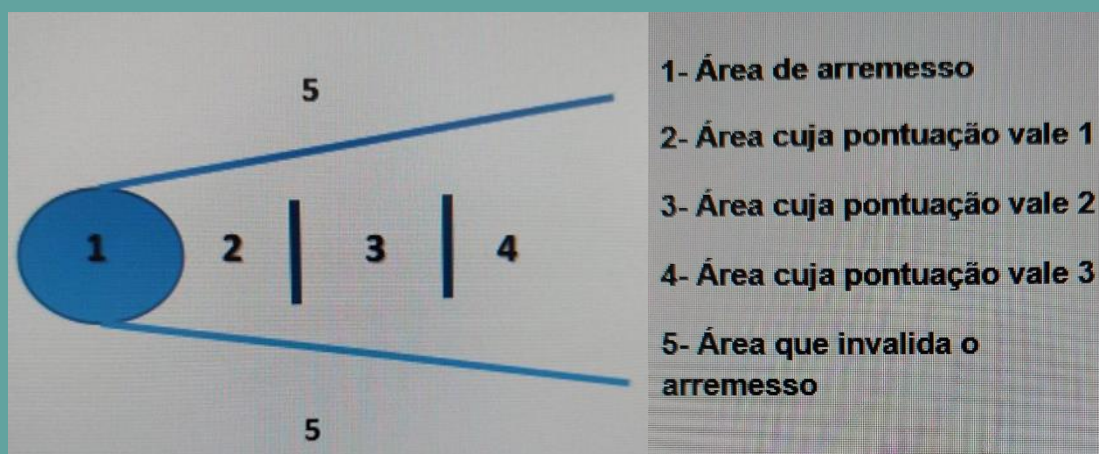 5
1
2
3
4
5
1- Área de arremesso
2- Área cuja pontuação vale 1
3- Área cuja pontuação vale 2
4- Área cuja pontuação vale 3
5- Área que invalida o
arremesso